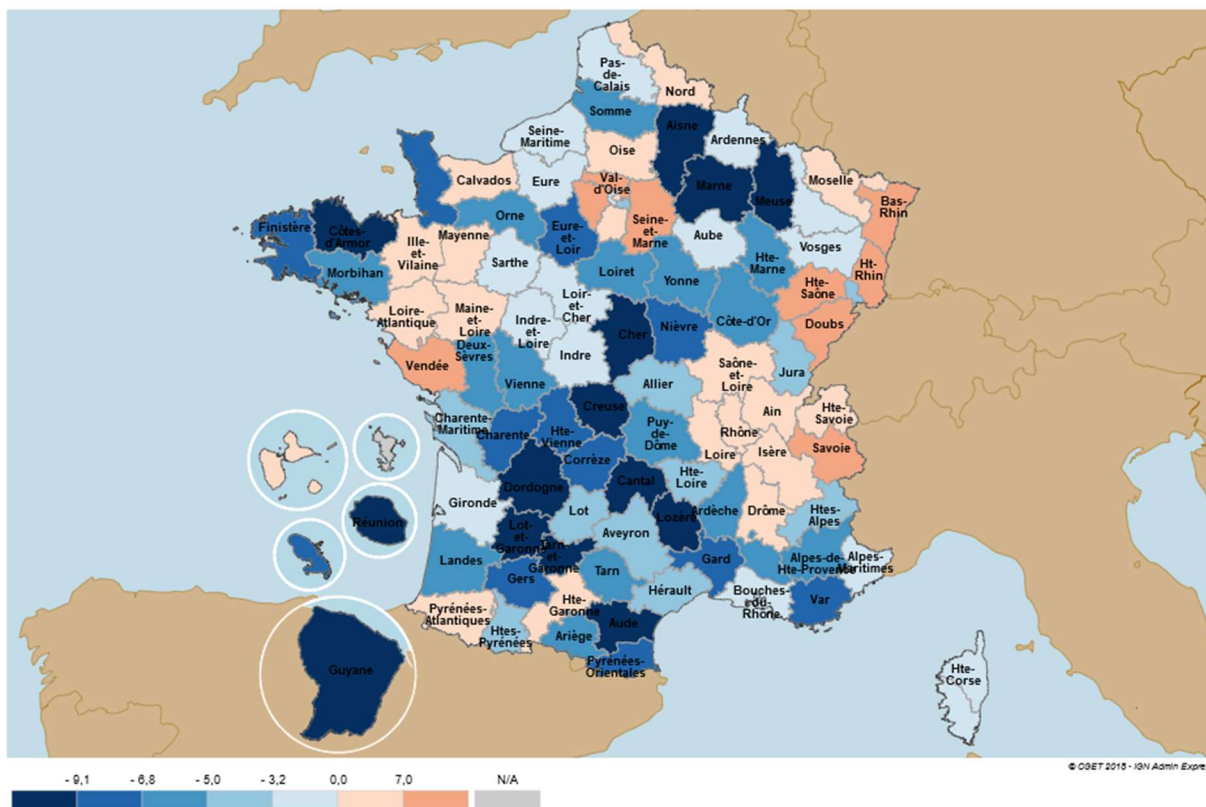 Pas-
de-
Calais
Nord
Somme
Aisne
Seine-
Maritime
Ardennes
Oise
Calvados
Eure
Val-
d'Oise
Marne
Meuse
Moselle
Bas-
Rhin
Finistère
Côtes-
d'Armor
Orne
Eure-
et-
Loir
Seine-
et-
Marne
Aube
Vosges
Ille-
et-
Vilaine
Mayenne
Morbihan
Sarthe
Loiret
Yonne
Hte-
Marne
Ht-
Rhin
Hte-
Saône
Loir-
et-
Cher
Loire-
Atlantique
Maine-
et-
Loire
Indre-
et-
Loire
Cher
Nièvre
Côte-d'Or
Doubs
Deux-
Sèvres
Indre
Vendée
Vienne
Saône-
et-
Loire
Jura
Allier
Creuse
Ain
Hte-
Savoie
Charente-
Maritime
Charente
Hte-
Vienne
Puy-
de-
Dôme
Rhône
Loire
Isère
Savoie
Corrèze
Dordogne
Cantal
Hte-
Loire
Gironde
Lot
Ardèche
Drôme
Htes-
Alpes
Réunion
Lot-
et-
Garonne
Tarn-
et-
Garonne
Aveyron
Lozère
Landes
Gers
Tarn
Gard
Alpes-de-
Hte-Provence
Alpes-
Maritimes
Hérault
Bouches-
du-
Rhône
Var
Pyrénées-
Atlantiques
Hte-
Garonne
Htes-
Pyrénées
Ariège
Aude
Pyrénées-
Orientales
Guyane
Hte-
Corse
© CGET 2015 - IGN Admin Expre
- 9,1 - 6,8 - 5,0 - 3,2 0,0 7,0 N/A